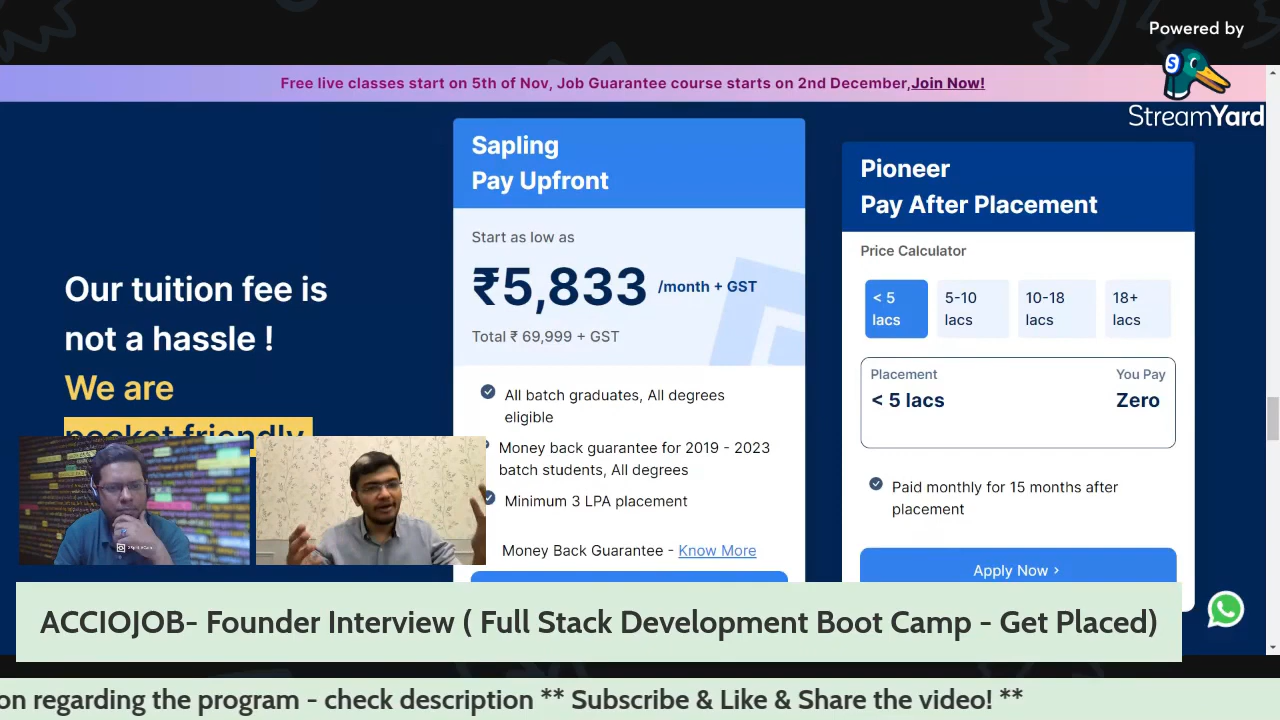 Powered by
StreamYard
Free live classes start on 5th of Nov, Job Guarantee course starts on 2nd December,Join Now!
Our tuition fee is
not a hassle !
We are
pocket friendly
Sapling
Pay Upfront
Start as low as
₹5,833 /month + GST
Total ₹ 69,999 + GST
All batch graduates, All degrees
eligible
Money back guarantee for 2019 - 2023
batch students, All degrees
Minimum 3 LPA placement
Money Back Guarantee - Know More
Pioneer
Pay After Placement
Price Calculator
< 5
lacs
5-10
lacs
10-18
lacs
18+
lacs
Placement
You Pay
< 5 lacs
Zero
Paid monthly for 15 months after
placement
Apply Now ›
ACCIOJOB- Founder Interview ( Full Stack Development Boot Camp - Get Placed)
on regarding the program - check description ** Subscribe & Like & Share the video! **